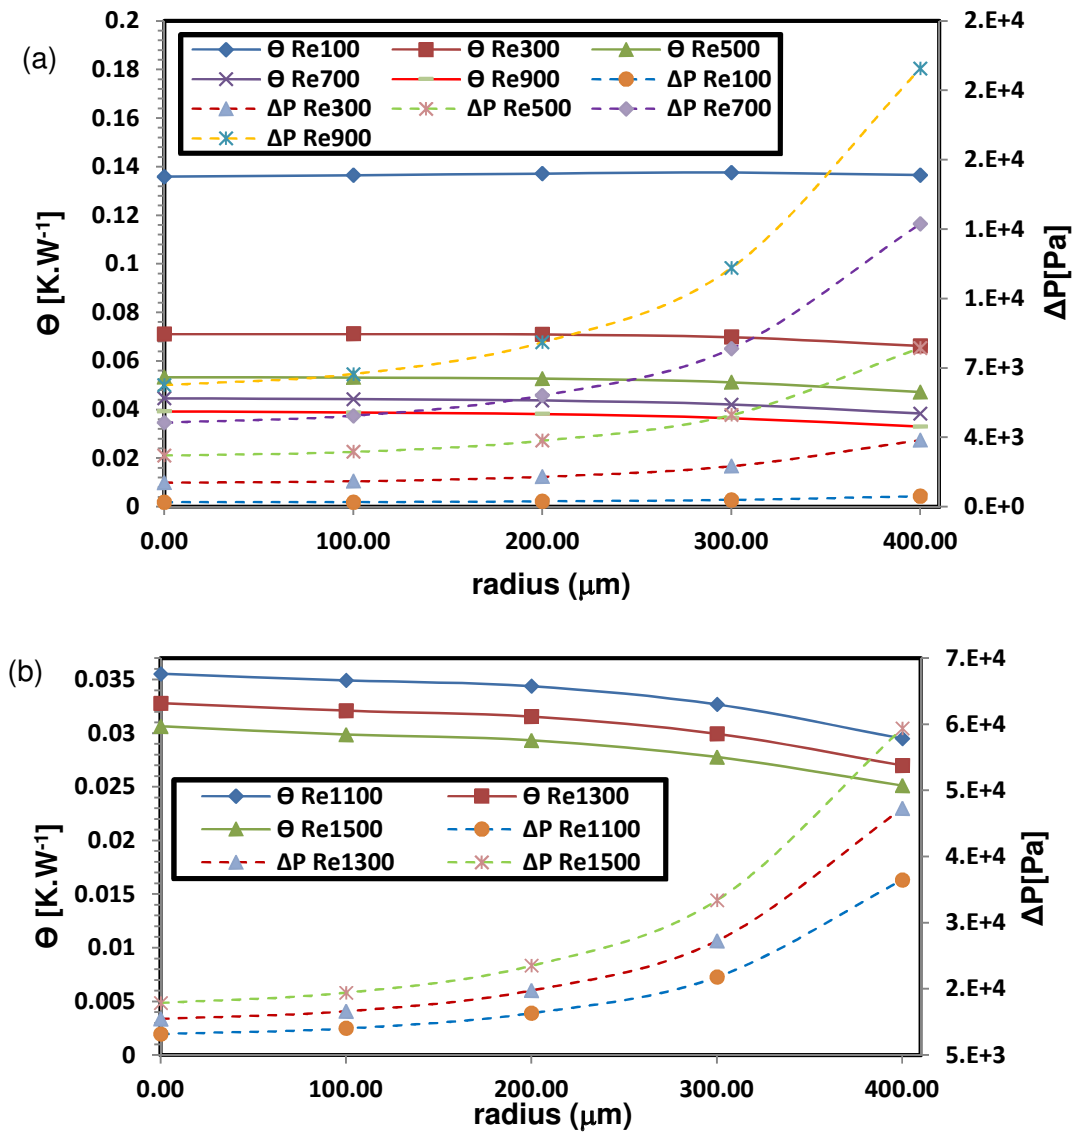 (a)
0.2
0.18
0.16
0.14
0.12
0.1
0.08
0.06
0.04
0.02
0
Θ [K.W-1]
Θ Re100 Θ Re300 Θ Re500
Θ Re700 Θ Re900 ΔP Re100
ΔP Re300 ΔP Re500 ΔP Re700
ΔP Re900
2.E+4
2.E+4
2.E+4
1.E+4
1.E+4
7.E+3
4.E+3
0.E+0
ΔP[Pa]
0.00 100.00 200.00 300.00 400.00
radius (μm)
(b)
0.035
0.03
0.025
0.02
0.015
0.01
0.005
0
Θ [K.W-1]
Θ Re1100 Θ Re1300
Θ Re1500 ΔP Re1100
ΔP Re1300 ΔP Re1500
7.E+4
6.E+4
5.E+4
4.E+4
3.E+4
2.E+4
5.E+3
ΔP[Pa]
0.00 100.00 200.00 300.00 400.00
radius (μm)